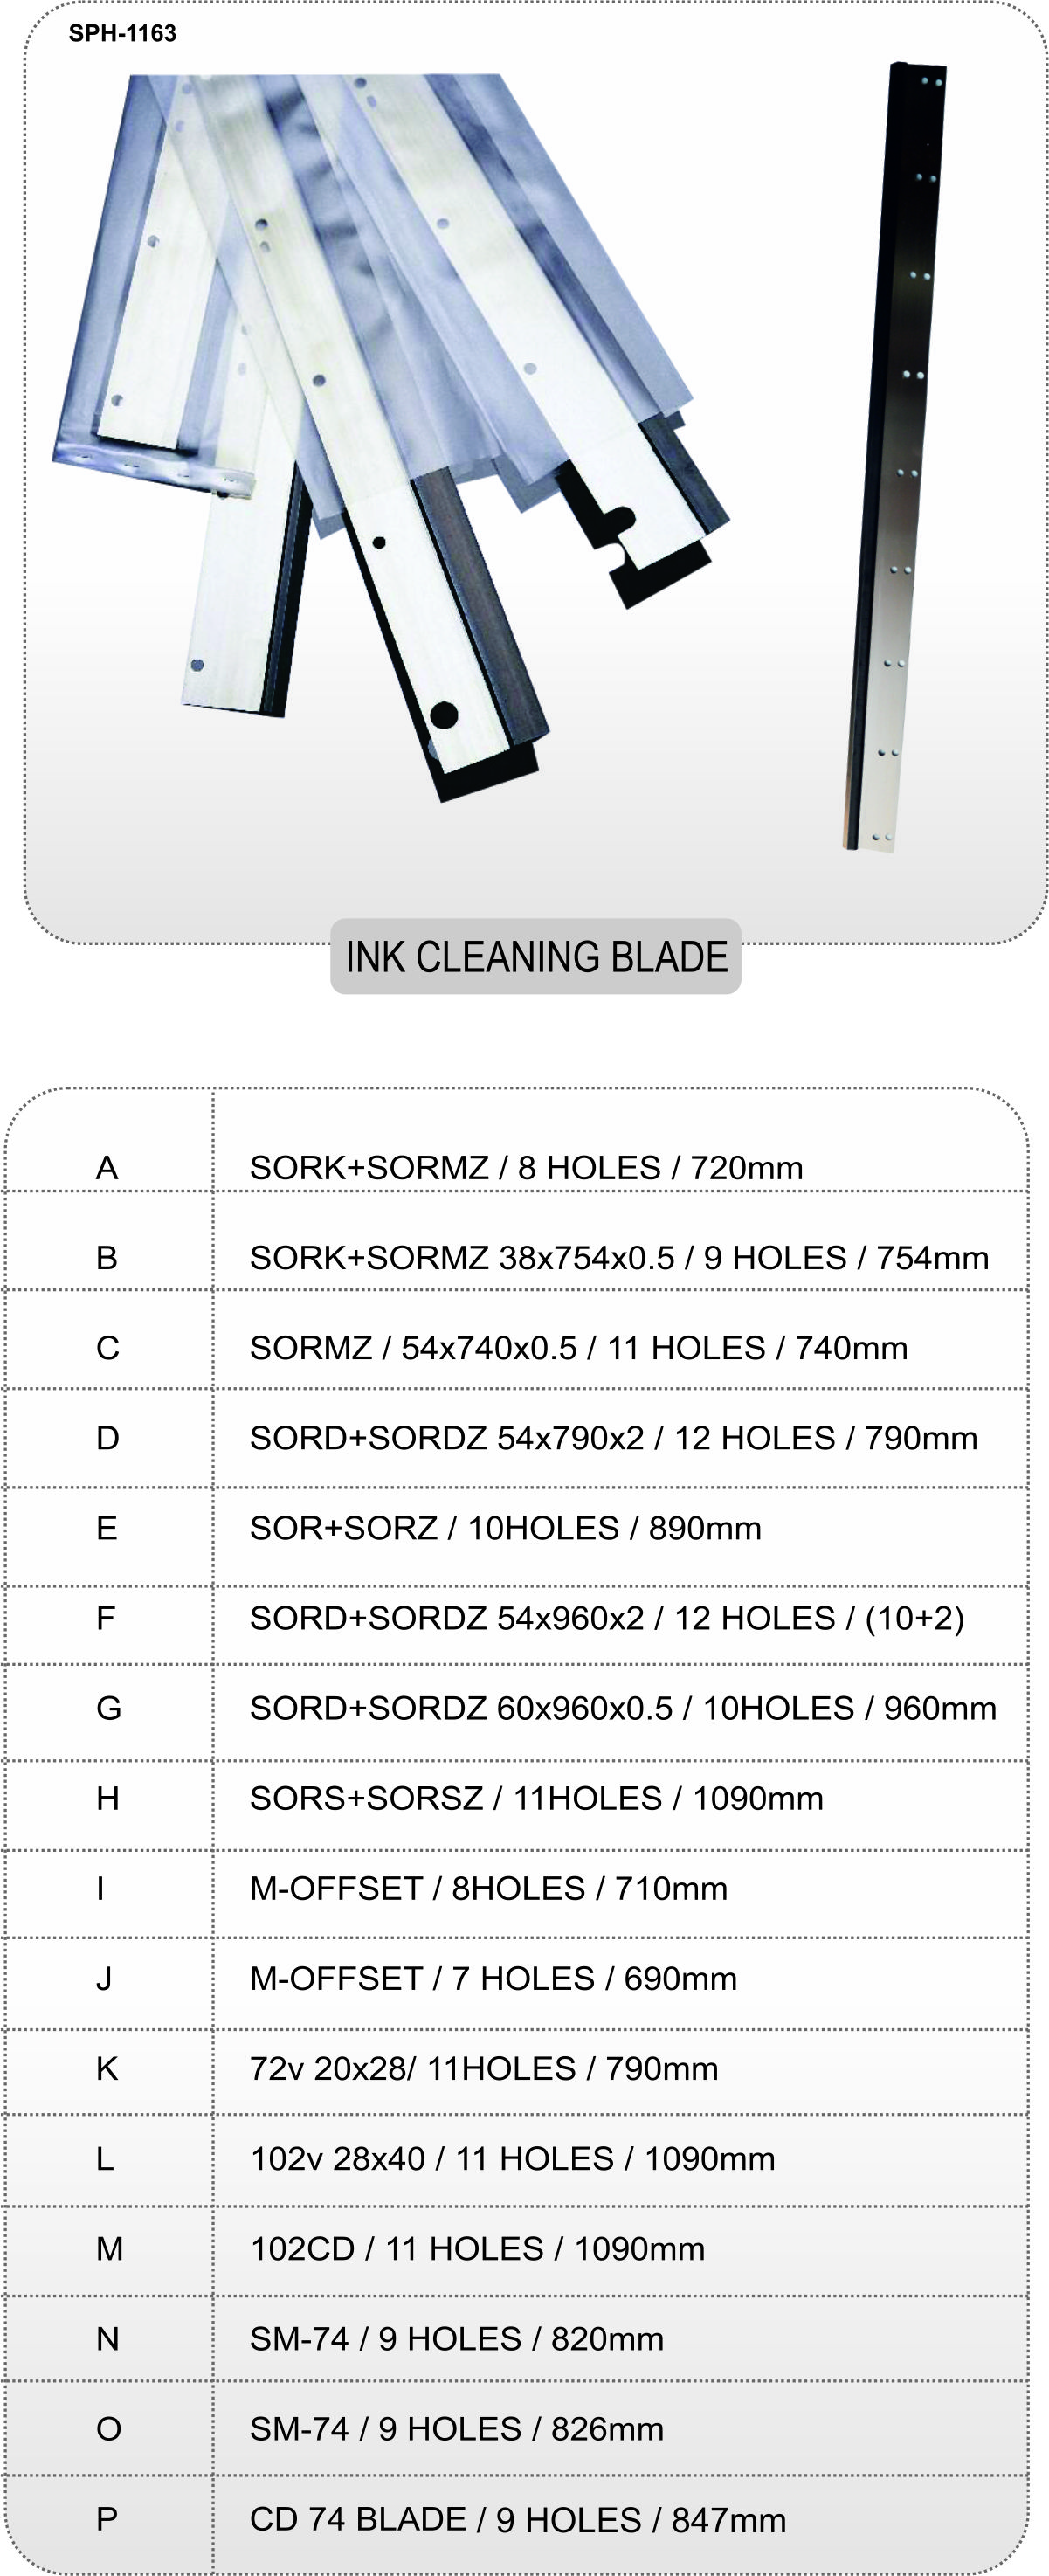 SPH-1163
INK CLEANING BLADE
A SORK+SORMZ / 8 HOLES / 720mm
B SORK+SORMZ 38x754x0.5 / 9 HOLES / 754mm
C SORMZ / 54x740x0.5 / 11 HOLES / 740mm
D SORD+SORDZ 54x790x2 / 12 HOLES / 790mm
E SOR+SORZ / 10HOLES / 890mm
F SORD+SORDZ 54x960x2 / 12 HOLES / (10+2)
G SORD+SORDZ 60x960x0.5 / 10HOLES / 960mm
H SORS+SORSZ / 11HOLES / 1090mm
I M-OFFSET / 8HOLES / 710mm
J M-OFFSET / 7 HOLES / 690mm
K 72v 20x28/ 11HOLES / 790mm
L 102v 28x40 / 11 HOLES / 1090mm
M 102CD / 11 HOLES / 1090mm
N SM-74 / 9 HOLES / 820mm
O SM-74 / 9 HOLES / 826mm
P CD 74 BLADE / 9 HOLES / 847mm